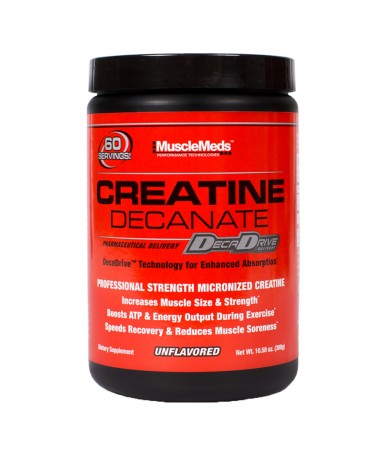 60
SERVINGS!
MuscleMeds
PERFORMANCE TECHNOLOGIES
CREATINE
DECANATE
PHARMACEUTICAL DELIVERY
DECADRIVE
DecaDrive™ Technology for Enhanced Absorption*
PROFESSIONAL STRENGTH MICRONIZED CREATINE
Increases Muscle Size & Strength*
Boosts ATP & Energy Output During Exercise*
Speeds Recovery & Reduces Muscle Soreness*
Dietary Supplement
UNFLAVORED
Net Wt. 10.59 oz. (300g)